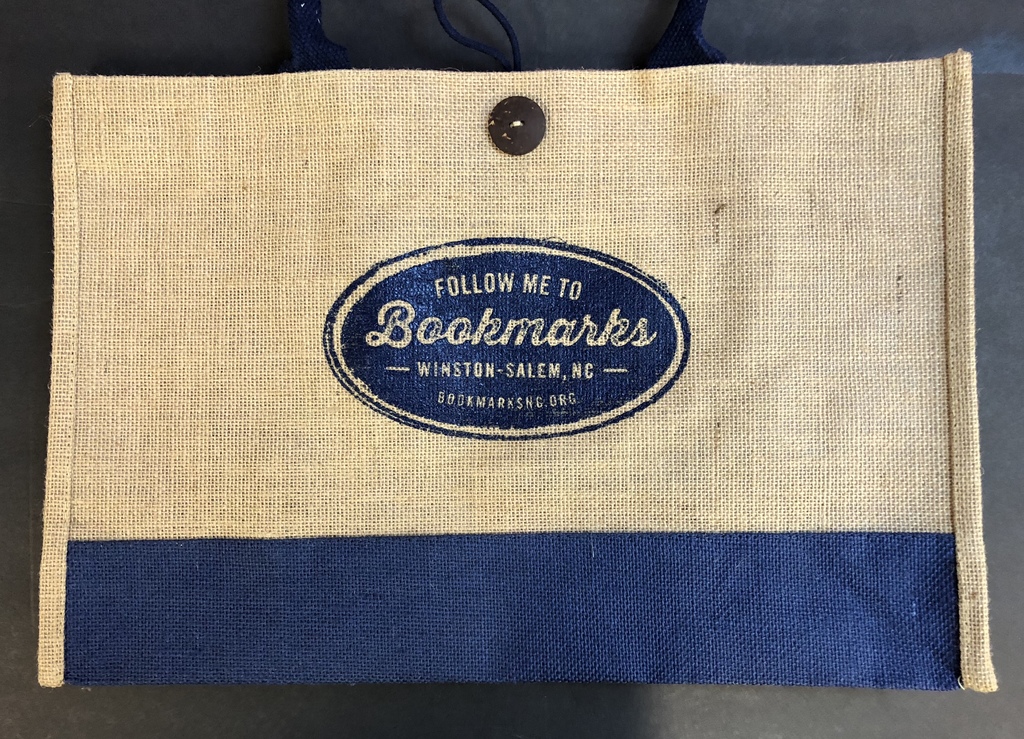 FOLLOW ME TO
Bookmarks
— WINSTON-SALEM, NC —
BOOKMARKSNC.ORG